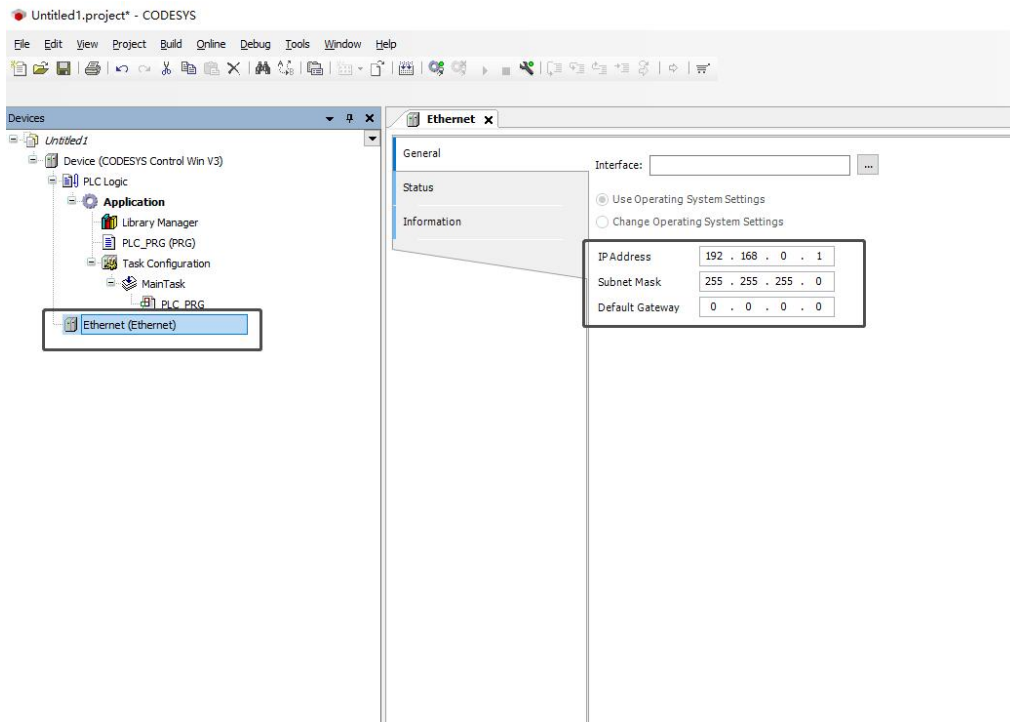 Untitled1.project* - CODESYS
File Edit View Project Build Online Debug Tools Window Help
Devices
Untitled1
Device (CODESYS Control Win V3)
PLC Logic
Application
Library Manager
PLC_PRG (PRG)
Task Configuration
MainTask
PLC_PRG
Ethernet (Ethernet)
Ethernet
General
Status
Information
Interface:
...
Use Operating System Settings
Change Operating System Settings
IP Address 192 . 168 . 0 . 1
Subnet Mask 255 . 255 . 255 . 0
Default Gateway 0 . 0 . 0 . 0